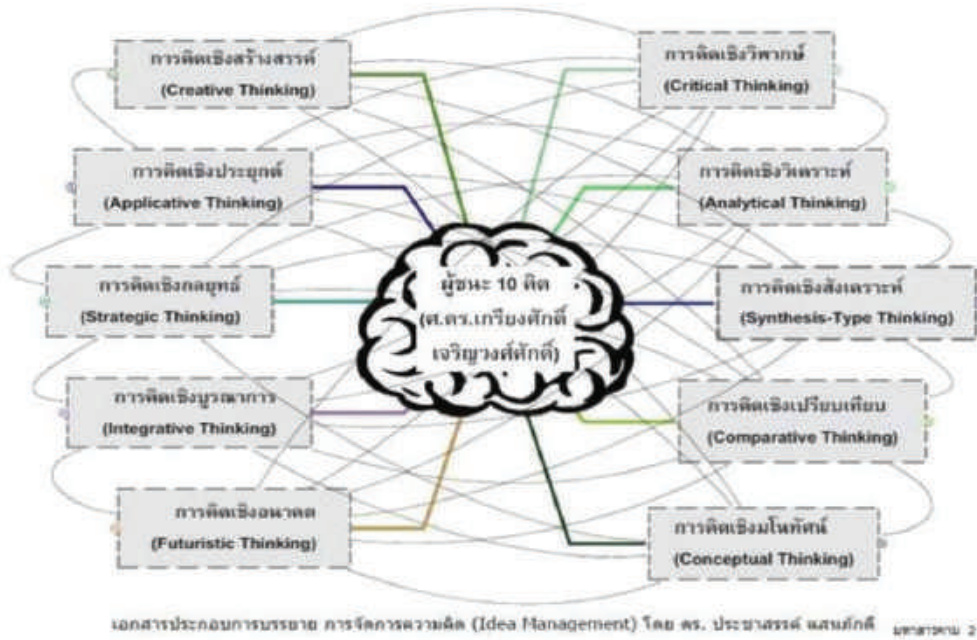 การคิดเชิงสร้างสรรค์
(Creative Thinking)
การคิดเชิงประยุกต์
(Applicative Thinking)
การคิดเชิงกลยุทธ์
(Strategic Thinking)
การคิดเชิงบูรณาการ
(Integrative Thinking)
การคิดเชิงอนาคต
(Futuristic Thinking)
ผู้ชนะ 10 คิด
(ศ.ดร.เกรียงศักดิ์
เจริญวงศ์ศักดิ์)
การคิดเชิงวิพากษ์
(Critical Thinking)
การคิดเชิงวิเคราะห์
(Analytical Thinking)
การคิดเชิงสังเคราะห์
(Synthesis-Type Thinking)
การคิดเชิงเปรียบเทียบ
(Comparative Thinking)
การคิดเชิงมโนทัศน์
(Conceptual Thinking)
เอกสารประกอบการบรรยาย การจัดการความคิด (Idea Management) โดย ดร. ประชาสรรค์ แสนภักดี
มหาสารคาม 2